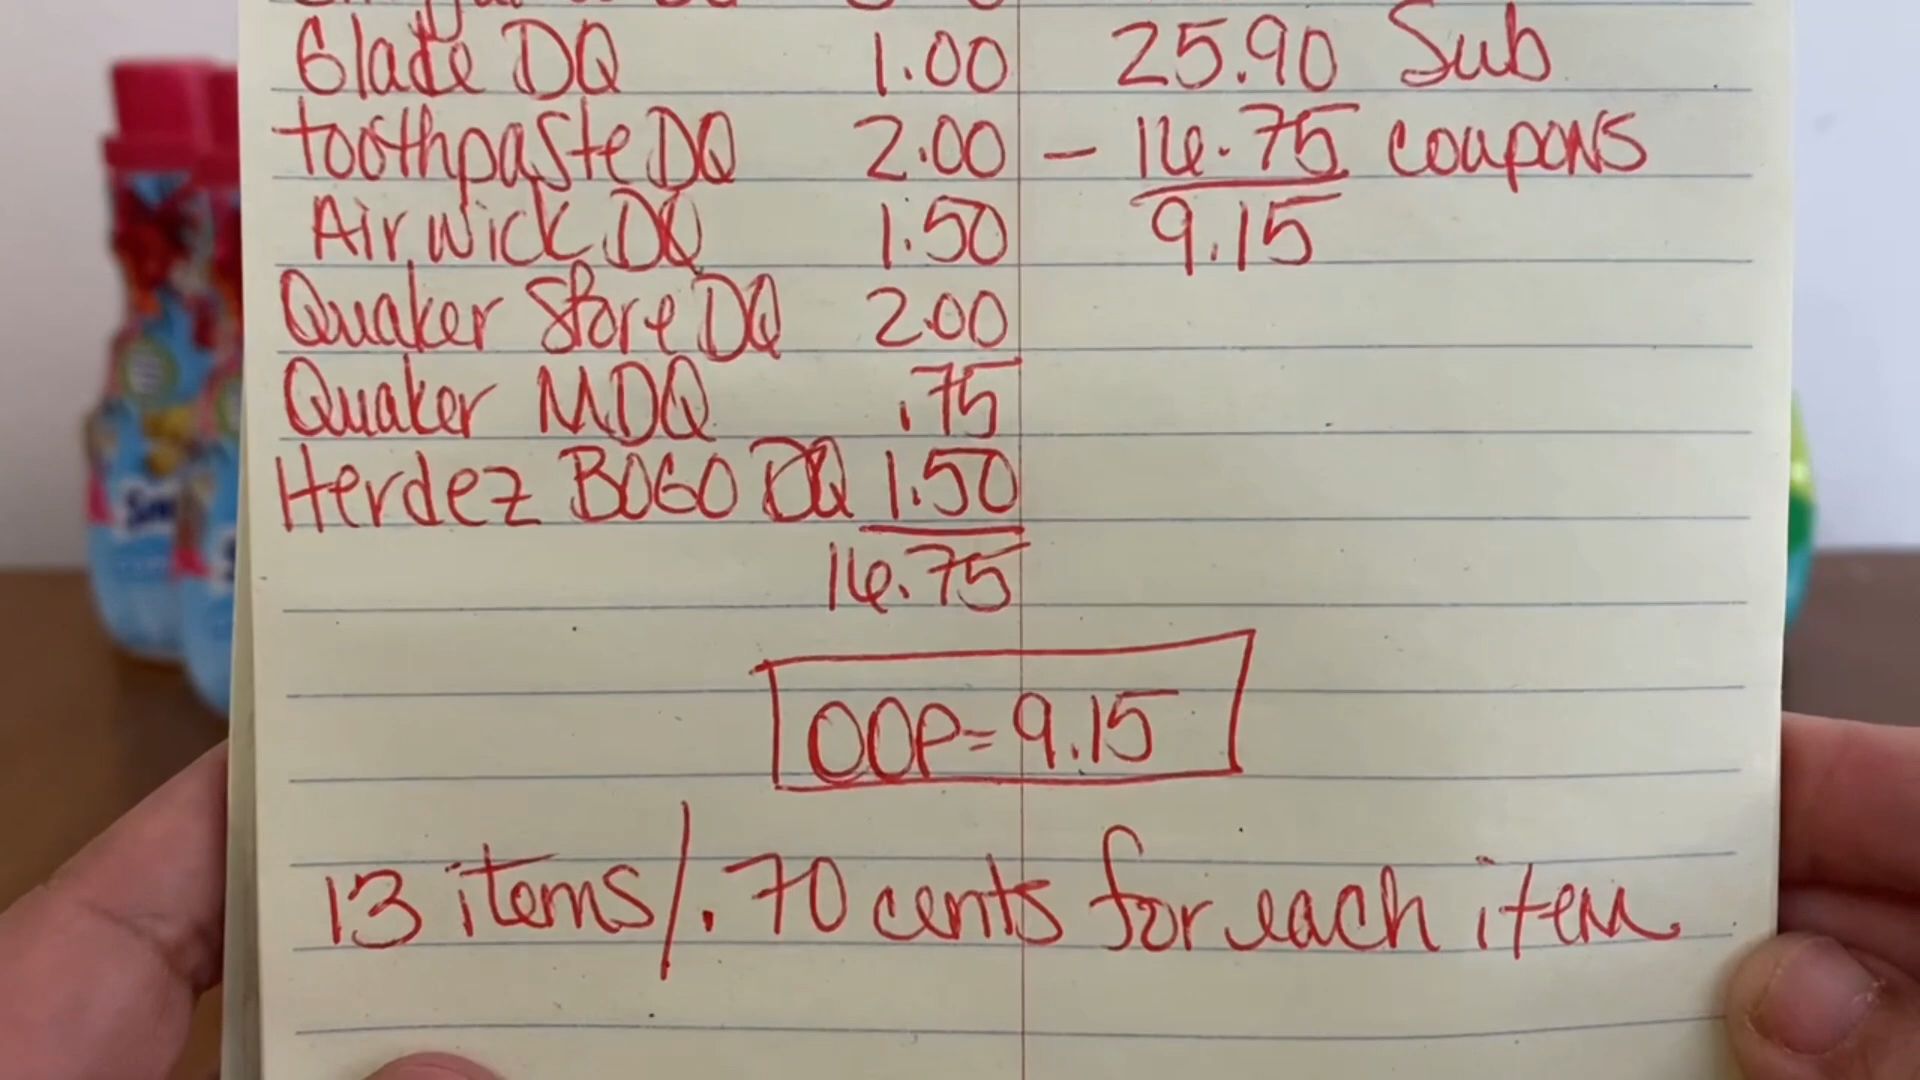 Glade DQ 1.00 25.90 Sub
toothpaste DQ 2.00 - 16.75 coupons
Air Wick DQ 1.50 9.15
Quaker Store DQ 2.00
Quaker MDQ .75
Herdez BOGO DQ 1.50
16.75
OOP=9.15
13 items/.70 cents for each item